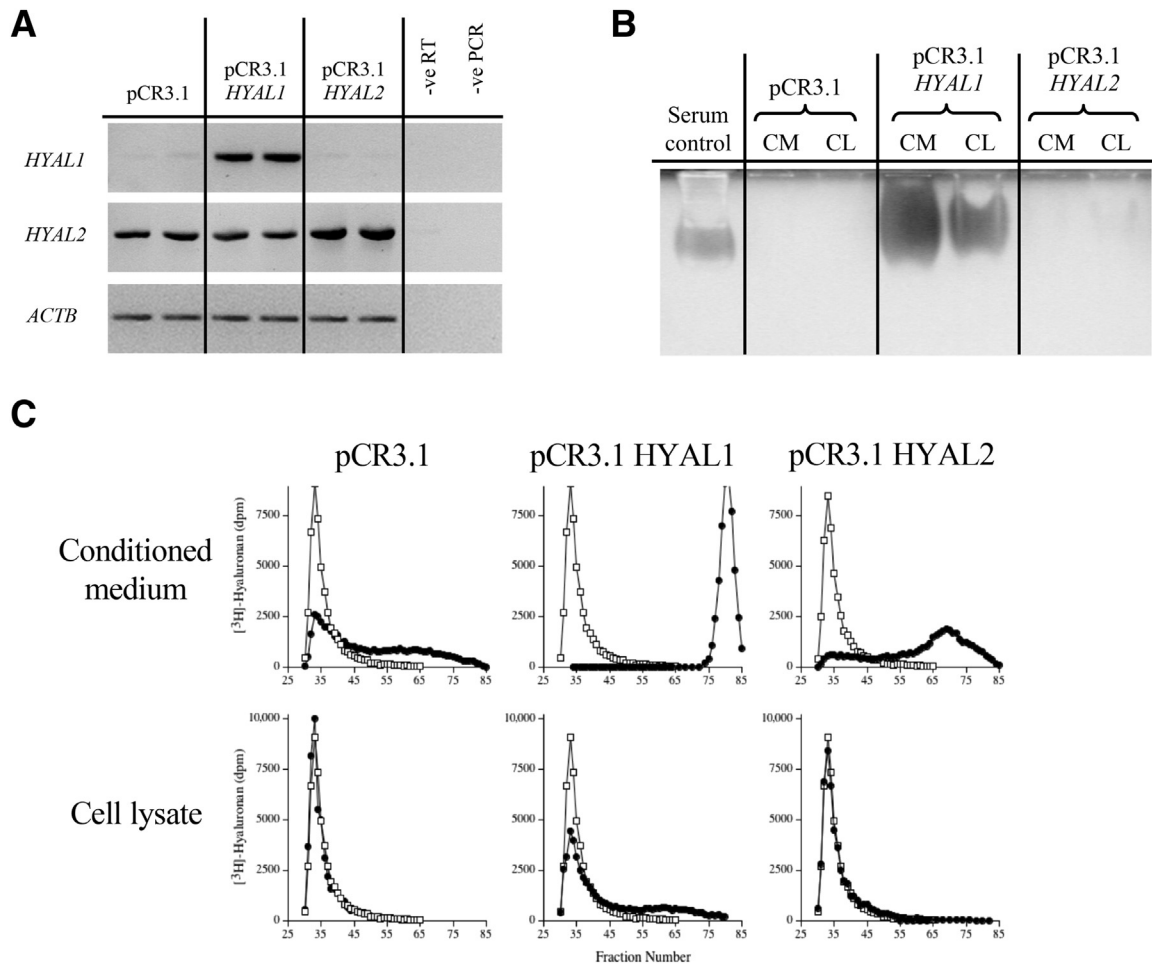 A
pCR3.1
pCR3.1
HYAL1
pCR3.1
HYAL2
-ve RT
-ve PCR
HYAL1
HYAL2
ACTB
B
Serum
control
pCR3.1
CM CL
pCR3.1
HYAL1
CM CL
pCR3.1
HYAL2
CM CL
C
pCR3.1
pCR3.1 HYAL1
pCR3.1 HYAL2
Conditioned
medium
[³H]-Hyaluronan (dpm)
7500
5000
2500
0
25 35 45 55 65 75 85
7500
5000
2500
0
25 35 45 55 65 75 85
7500
5000
2500
0
25 35 45 55 65 75 85
Cell lysate
[³H]-Hyaluronan (dpm)
10,000
7500
5000
2500
0
25 35 45 55 65 75 85
10,000
7500
5000
2500
0
25 35 45 55 65 75 85
10,000
7500
5000
2500
0
25 35 45 55 65 75 85
Fraction Number